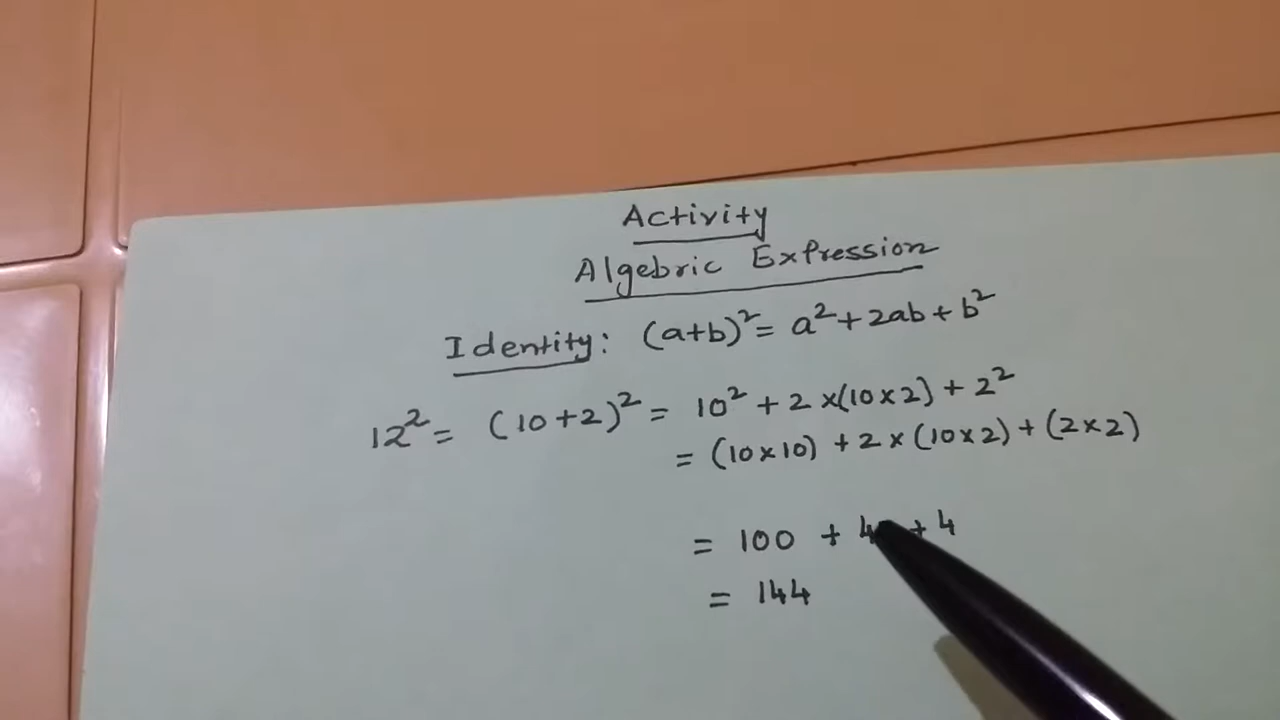 Activity
Algebric Expression
Identity: (a+b)² = a² + 2ab + b²
12² = (10+2)² = 10² + 2 ×(10×2) + 2²
= (10×10) + 2 × (10×2) + (2×2)
= 100 + 4 + 4
= 144